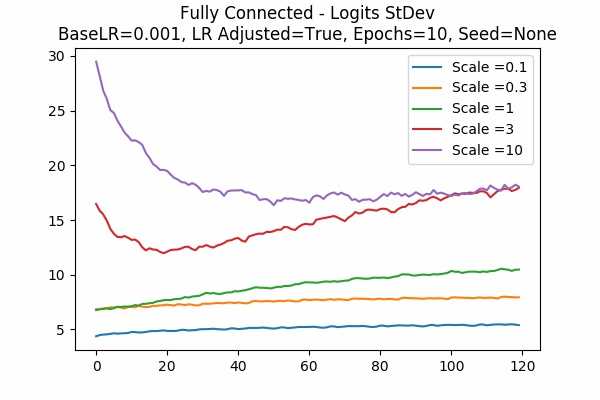 Fully Connected - Logits StDev
BaseLR=0.001, LR Adjusted=True, Epochs=10, Seed=None
30
25
20
15
10
5
Scale =0.1
Scale =0.3
Scale =1
Scale =3
Scale =10
0
20
40
60
80
100
120